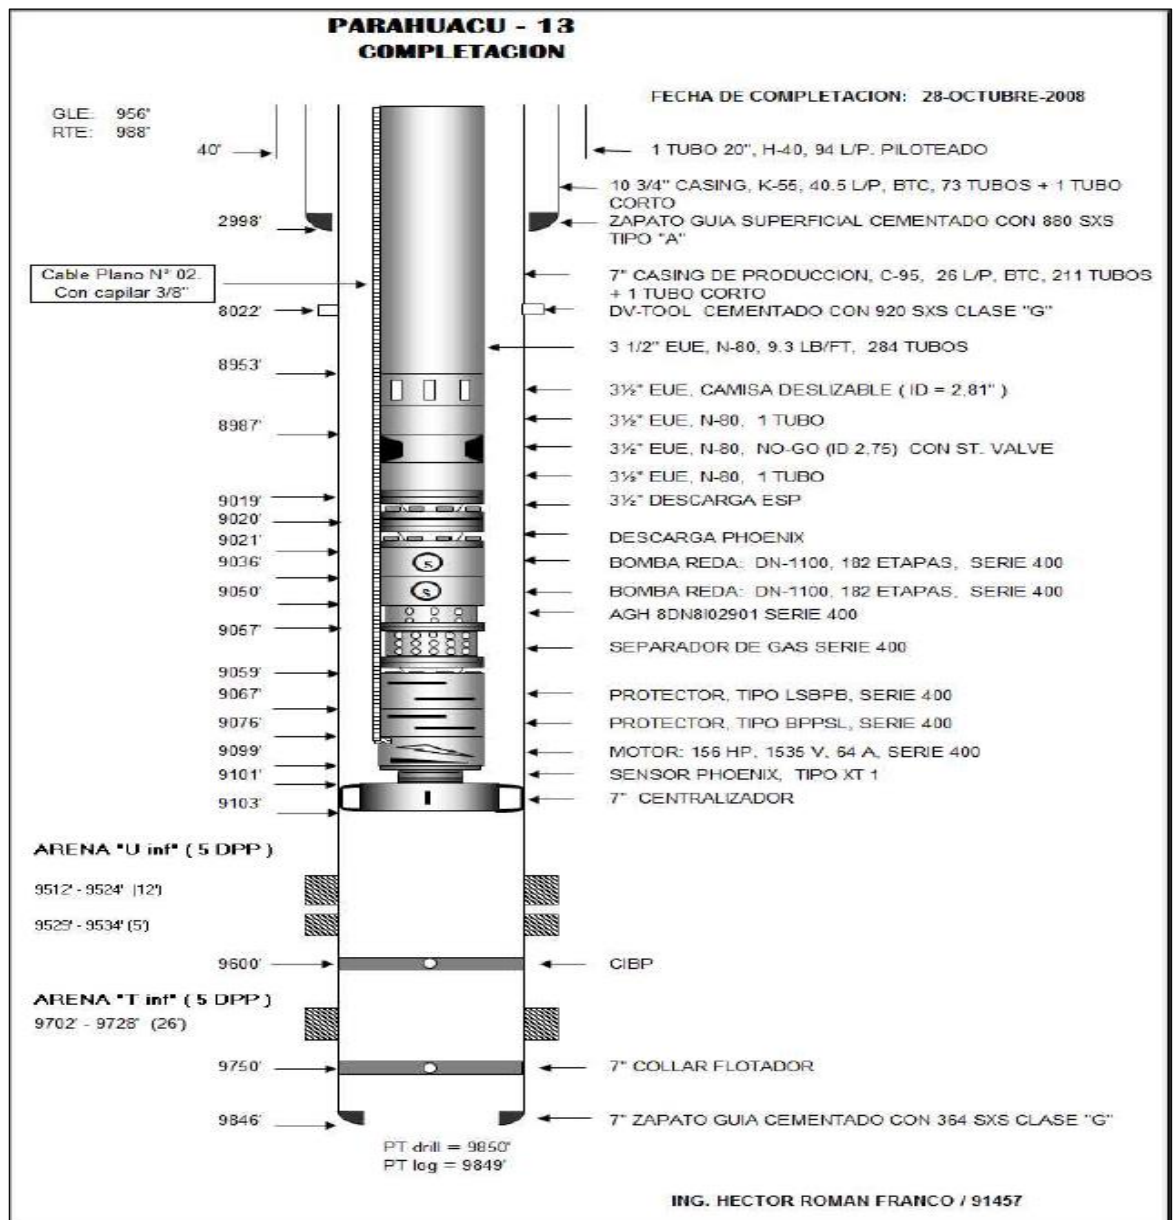 PARAHUACU - 13
COMPLETACION
FECHA DE COMPLETACION: 28-OCTUBRE-2008
GLE: 956'
RTE: 988'
40'
1 TUBO 20", H-40, 94 L/P. PILOTEADO
10 3/4" CASING, K-55, 40.5 L/P, BTC, 73 TUBOS + 1 TUBO
CORTO
2998'
ZAPATO GUIA SUPERFICIAL CEMENTADO CON 880 SXS
TIPO "A"
Cable Plano N° 02.
Con capilar 3/8"
7" CASING DE PRODUCCION, C-95, 26 L/P, BTC, 211 TUBOS
+ 1 TUBO CORTO
8022'
DV-TOOL CEMENTADO CON 920 SXS CLASE "G"
3 1/2" EUE, N-80, 9.3 LB/FT, 284 TUBOS
8953'
3½" EUE, CAMISA DESLIZABLE ( ID = 2,81" )
8987'
3½" EUE, N-80, 1 TUBO
3½" EUE, N-80, NO-GO (ID 2,75) CON ST. VALVE
3½" EUE, N-80, 1 TUBO
9019'
3½" DESCARGA ESP
9020'
9021'
DESCARGA PHOENIX
9036'
BOMBA REDA: DN-1100, 182 ETAPAS, SERIE 400
9050'
BOMBA REDA: DN-1100, 182 ETAPAS, SERIE 400
AGH 8DN8I02901 SERIE 400
9057'
SEPARADOR DE GAS SERIE 400
9059'
9067'
PROTECTOR, TIPO LSBPB, SERIE 400
9076'
PROTECTOR, TIPO BPPSL, SERIE 400
9099'
MOTOR: 156 HP, 1535 V, 64 A, SERIE 400
9101'
SENSOR PHOENIX, TIPO XT 1
9103'
7" CENTRALIZADOR
ARENA "U inf" ( 5 DPP )
9512' - 9524' (12')
9529' - 9534' (5')
9600'
CIBP
ARENA "T inf" ( 5 DPP )
9702' - 9728' (26')
9750'
7" COLLAR FLOTADOR
9846'
7" ZAPATO GUIA CEMENTADO CON 364 SXS CLASE "G"
PT drill = 9850'
PT log = 9849'
ING. HECTOR ROMAN FRANCO / 91457